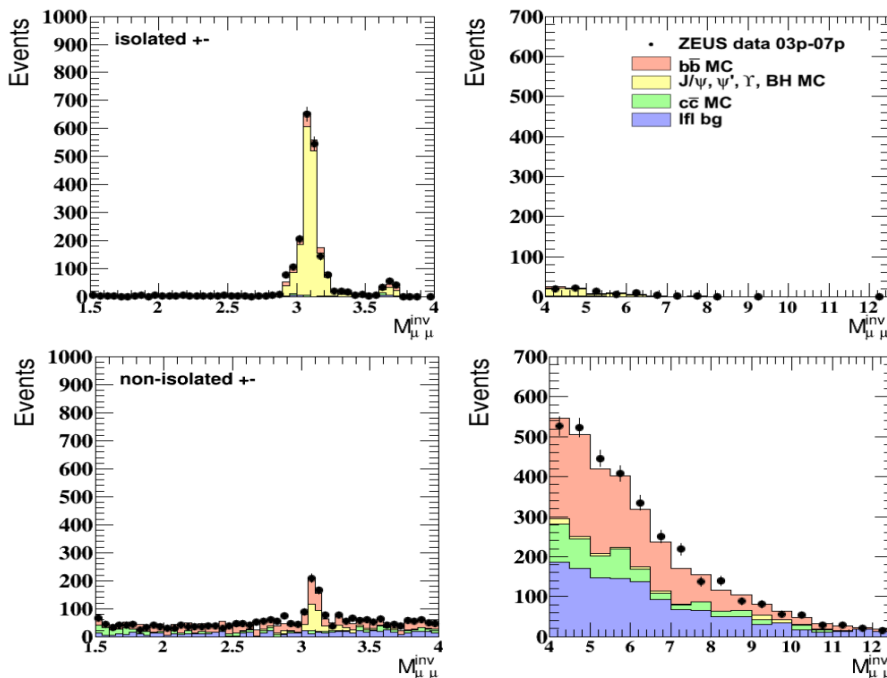 Events
1000
900
800
700
600
500
400
300
200
100
0
isolated +-
1.5 2 2.5 3 3.5 4
M inv μ μ
700
600
500
400
300
200
100
0
Events
ZEUS data 03p-07p
bb̅ MC
J/ψ, ψ', ϒ, BH MC
cc̅ MC
lfl bg
4 5 6 7 8 9 10 11 12
M inv μ μ
Events
1000
900
800
700
600
500
400
300
200
100
0
non-isolated +-
1.5 2 2.5 3 3.5 4
M inv μ μ
Events
700
600
500
400
300
200
100
0
4 5 6 7 8 9 10 11 12
M inv μ μ